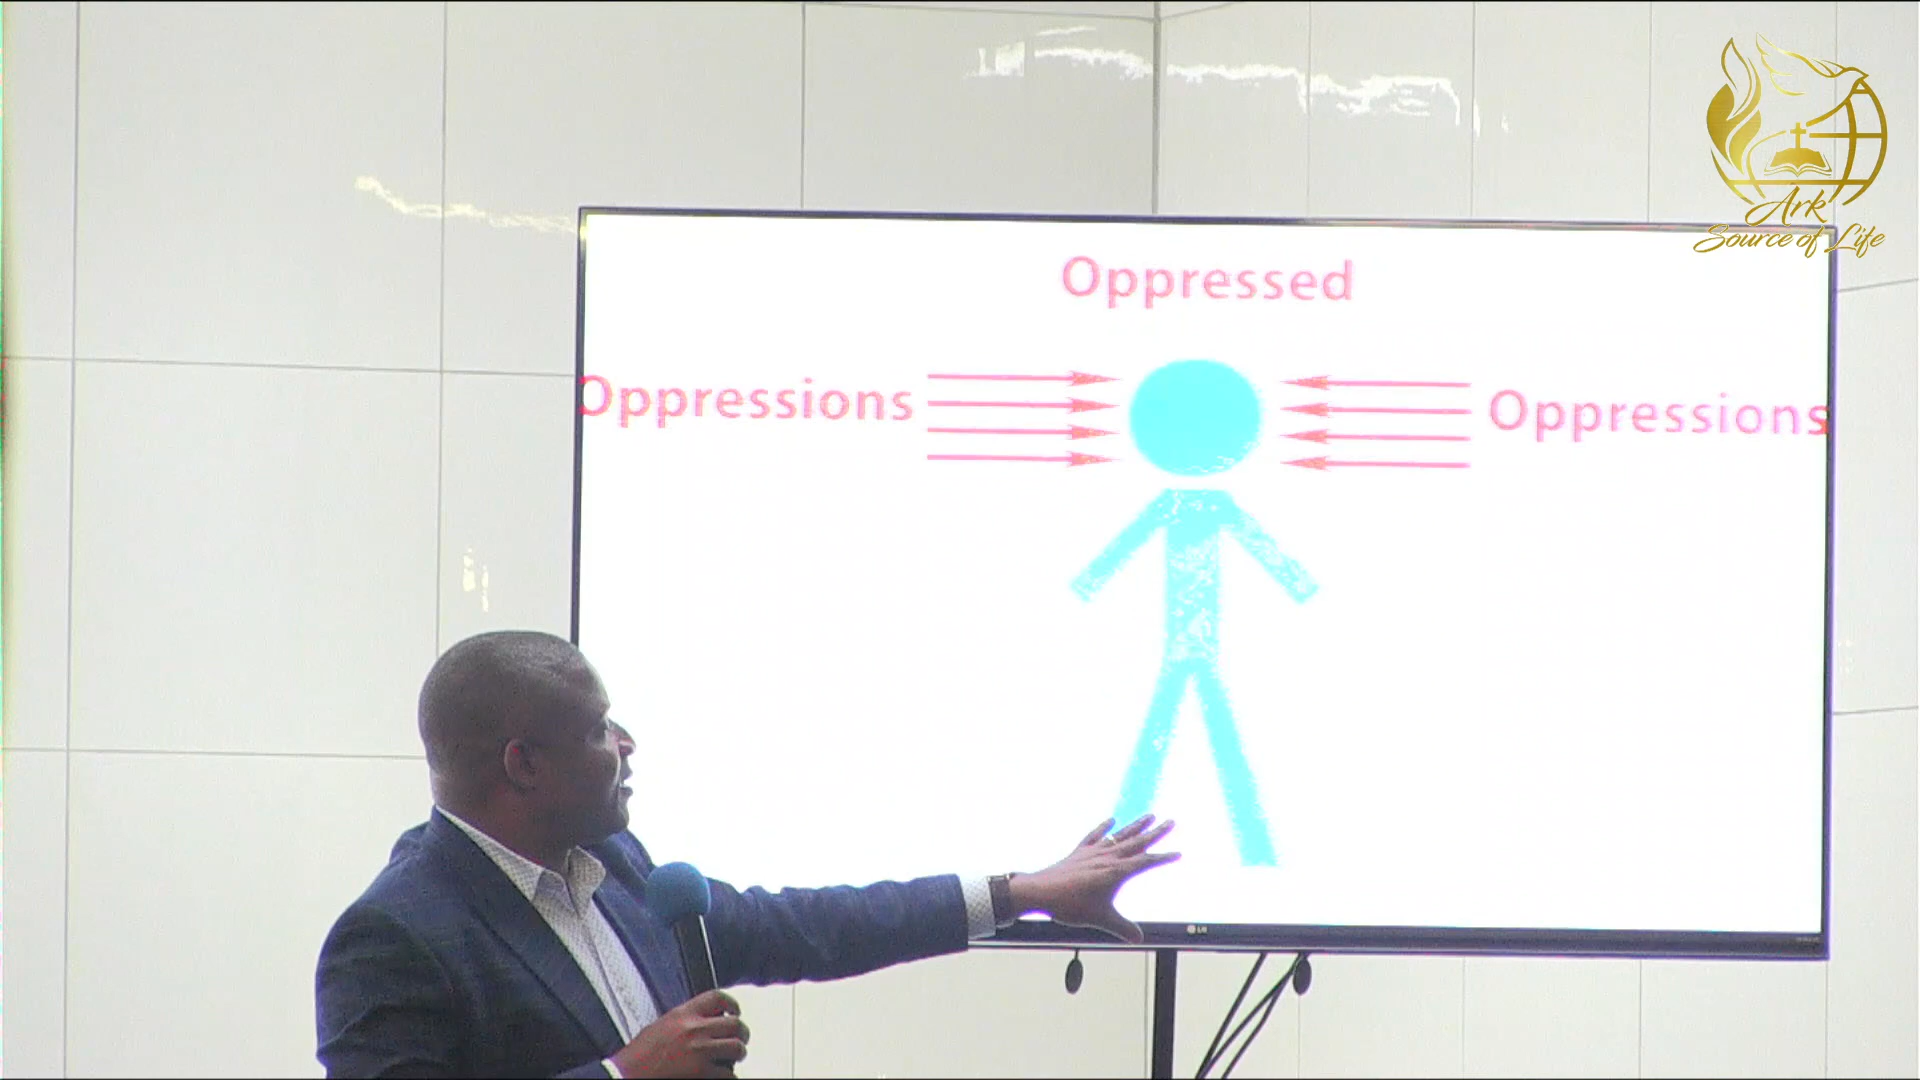 Ark
Source of Life
Oppressed
Oppressions
Oppressions
LG